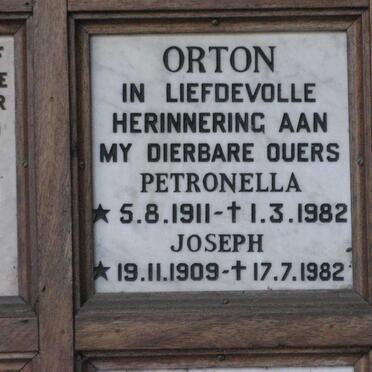 ORTON
IN LIEFDEVOLLE
HERINNERING AAN
MY DIERBARE OUERS
PETRONELLA
★ 5.8.1911-✝1.3.1982
JOSEPH
★ 19.11.1909-✝17.7.1982